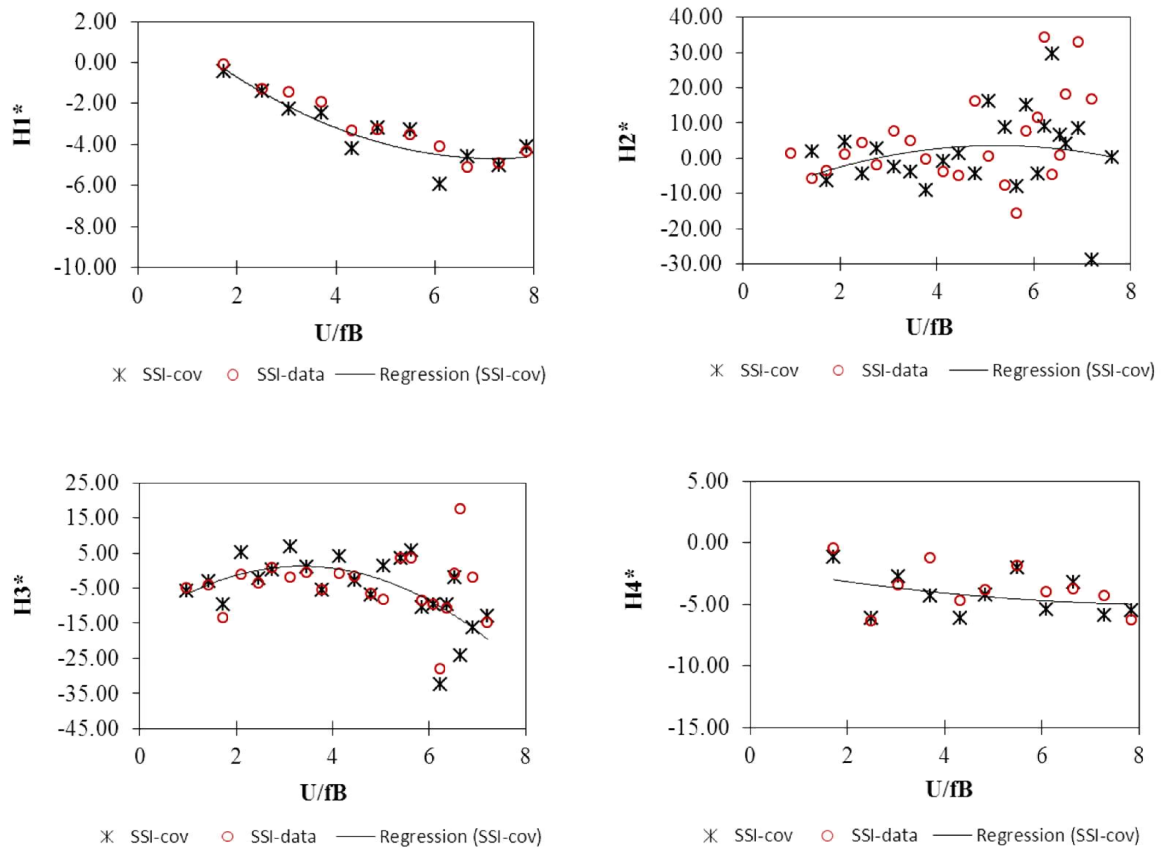 2.00
0.00
-2.00
-4.00
-6.00
-8.00
-10.00
H1*
0 2 4 6 8
U/fB
SSI-cov SSI-data Regression (SSI-cov)
40.00
30.00
20.00
10.00
0.00
-10.00
-20.00
-30.00
H2*
0 2 4 6 8
U/fB
SSI-cov SSI-data Regression (SSI-cov)
25.00
15.00
5.00
-5.00
-15.00
-25.00
-35.00
-45.00
H3*
0 2 4 6 8
U/fB
SSI-cov SSI-data Regression (SSI-cov)
5.00
0.00
-5.00
-10.00
-15.00
H4*
0 2 4 6 8
U/fB
SSI-cov SSI-data Regression (SSI-cov)